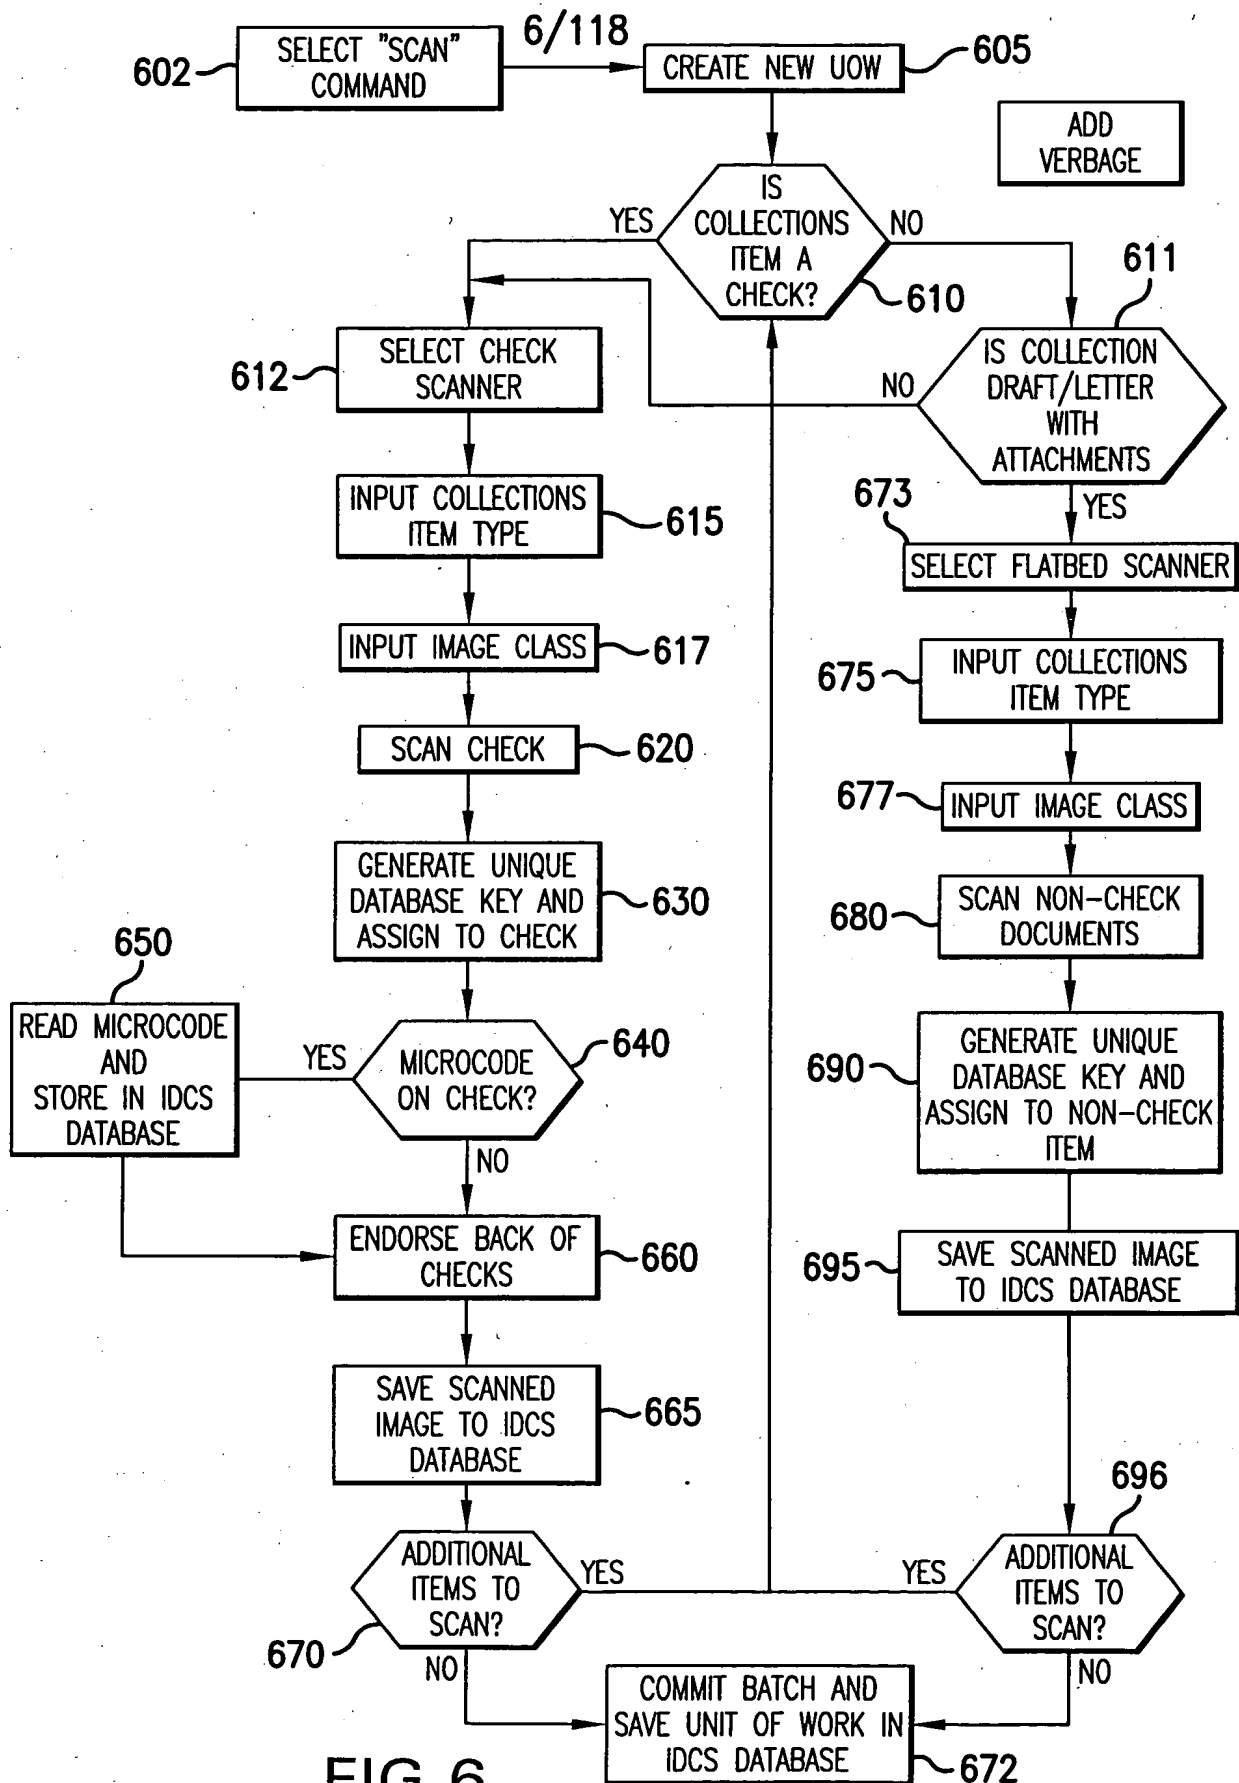 602
SELECT "SCAN"
COMMAND
6/118
CREATE NEW UOW
605
ADD
VERBAGE
IS
COLLECTIONS
ITEM A
CHECK?
YES
NO
610
611
IS COLLECTION
DRAFT/LETTER
WITH
ATTACHMENTS
NO
YES
612
SELECT CHECK
SCANNER
INPUT COLLECTIONS
ITEM TYPE
615
INPUT IMAGE CLASS
617
SCAN CHECK
620
GENERATE UNIQUE
DATABASE KEY AND
ASSIGN TO CHECK
630
MICROCODE
ON CHECK?
640
YES
NO
650
READ MICROCODE
AND
STORE IN IDCS
DATABASE
ENDORSE BACK OF
CHECKS
660
SAVE SCANNED
IMAGE TO IDCS
DATABASE
665
ADDITIONAL
ITEMS TO
SCAN?
YES
670
NO
673
SELECT FLATBED SCANNER
675
INPUT COLLECTIONS
ITEM TYPE
677
INPUT IMAGE CLASS
680
SCAN NON-CHECK
DOCUMENTS
690
GENERATE UNIQUE
DATABASE KEY AND
ASSIGN TO NON-CHECK
ITEM
695
SAVE SCANNED IMAGE
TO IDCS DATABASE
696
ADDITIONAL
ITEMS TO
SCAN?
YES
NO
COMMIT BATCH AND
SAVE UNIT OF WORK IN
IDCS DATABASE
672
FIG. 6